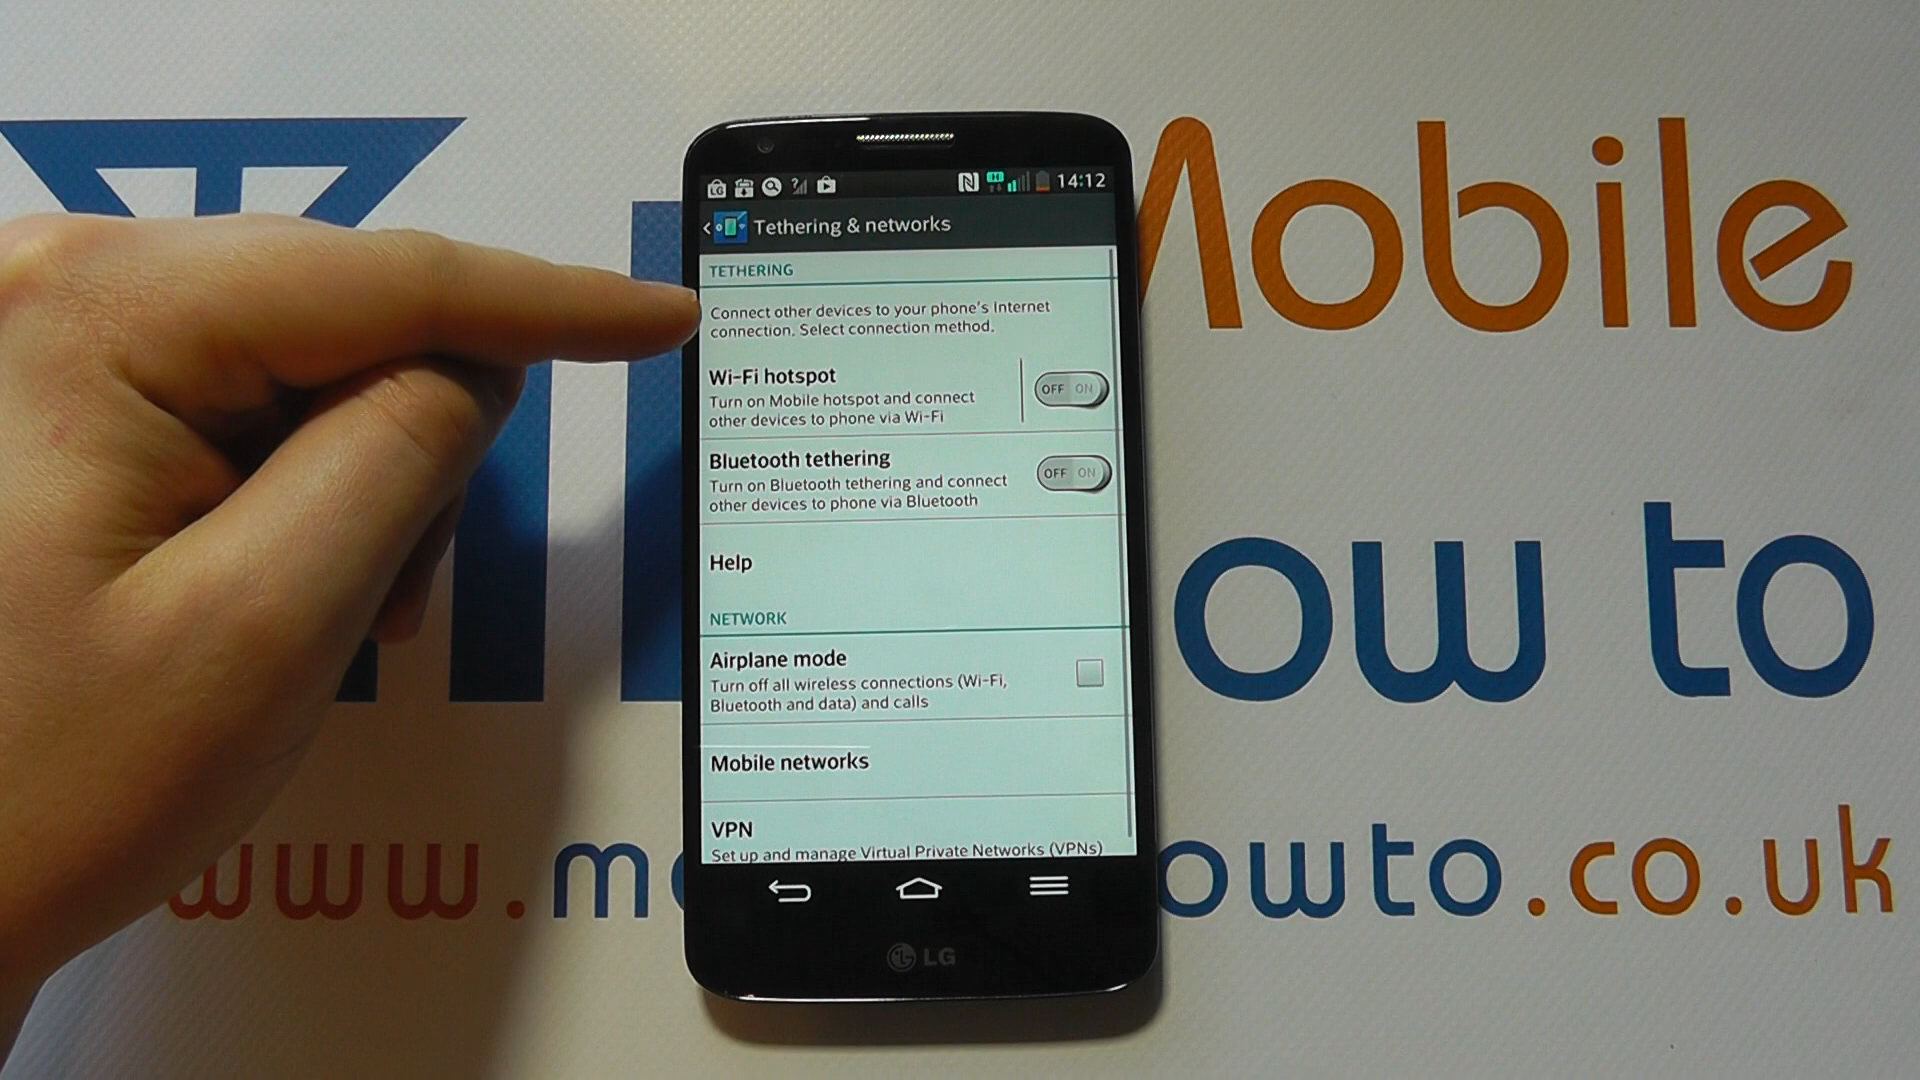 Mobile
ow to
www.m
owto.co.uk
LG
14:12
Tethering & networks
TETHERING
Connect other devices to your phone's Internet
connection. Select connection method.
Wi-Fi hotspot
Turn on Mobile hotspot and connect
other devices to phone via Wi-Fi
OFF ON
Bluetooth tethering
Turn on Bluetooth tethering and connect
other devices to phone via Bluetooth
OFF ON
Help
NETWORK
Airplane mode
Turn off all wireless connections (Wi-Fi,
Bluetooth and data) and calls
Mobile networks
VPN
Set up and manage Virtual Private Networks (VPNs)
LG